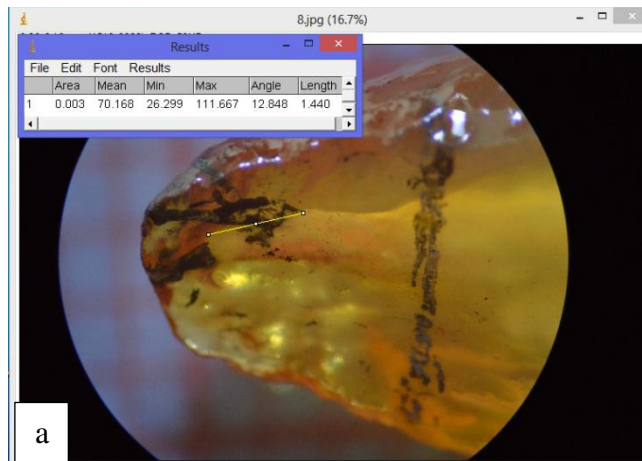 8.jpg (16.7%)
Results
File Edit Font Results
Area Mean Min Max Angle Length
1 0.003 70.168 26.299 111.667 12.848 1.440
a